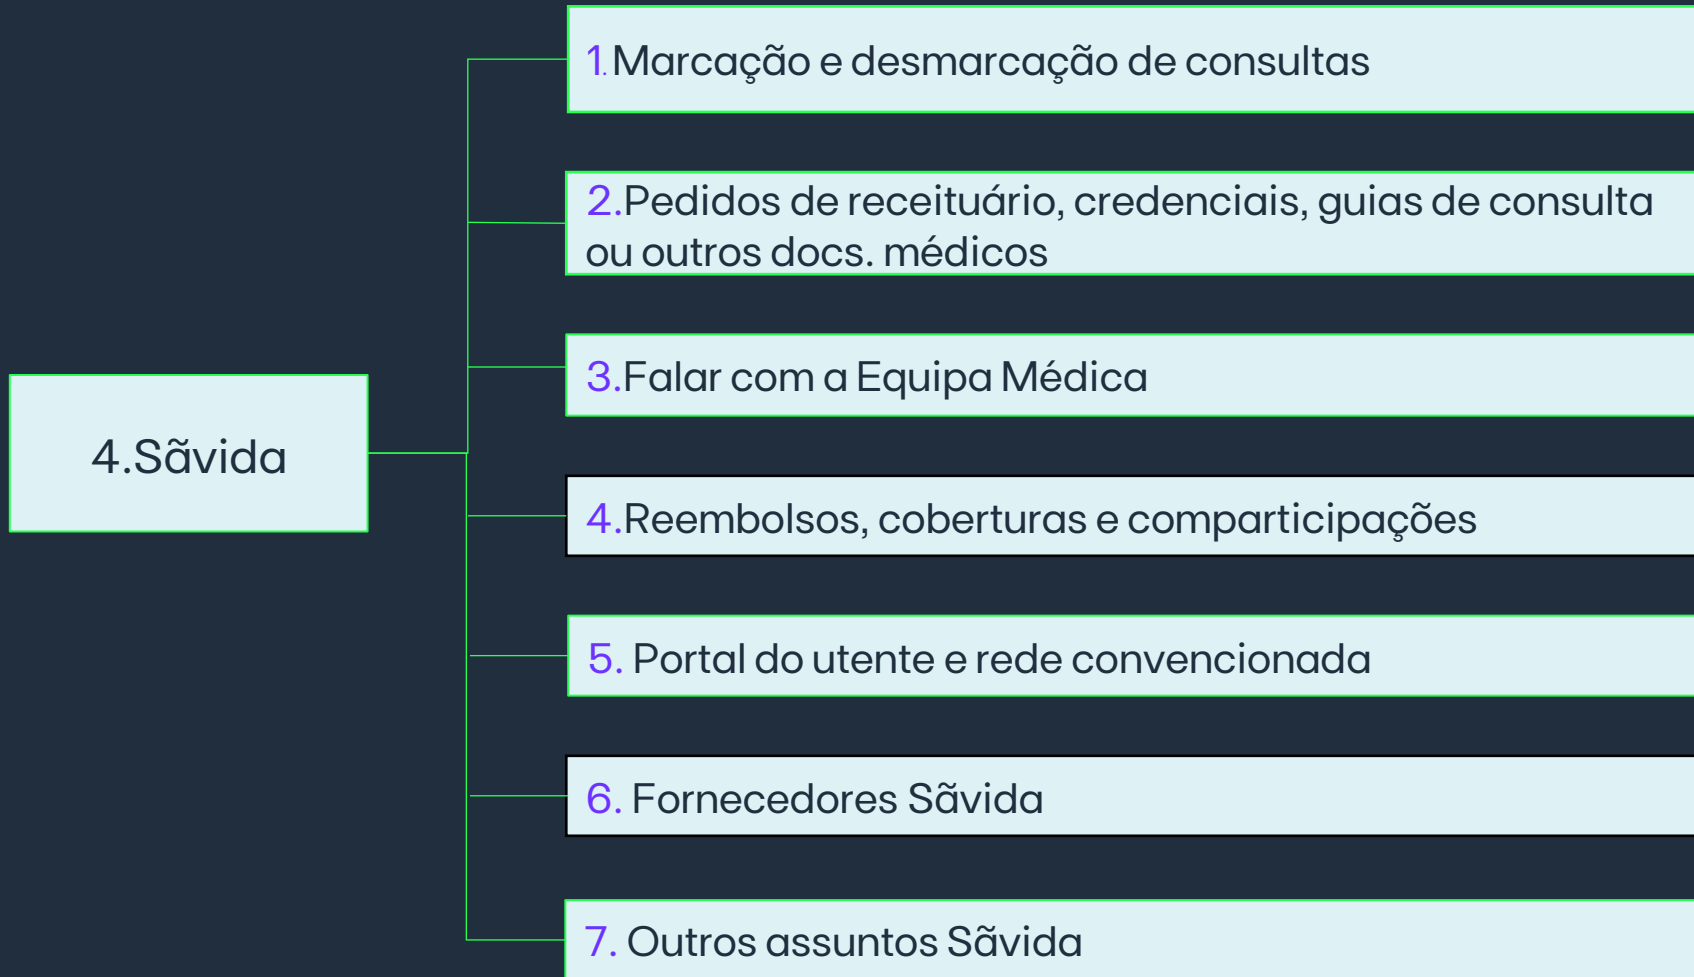 1. Marcação e desmarcação de consultas
2.Pedidos de receituário, credenciais, guias de consulta
ou outros docs. médicos
3.Falar com a Equipa Médica
4.Sãvida
4.Reembolsos, coberturas e comparticipações
5. Portal do utente e rede convencionada
6. Fornecedores Sãvida
7. Outros assuntos Sãvida